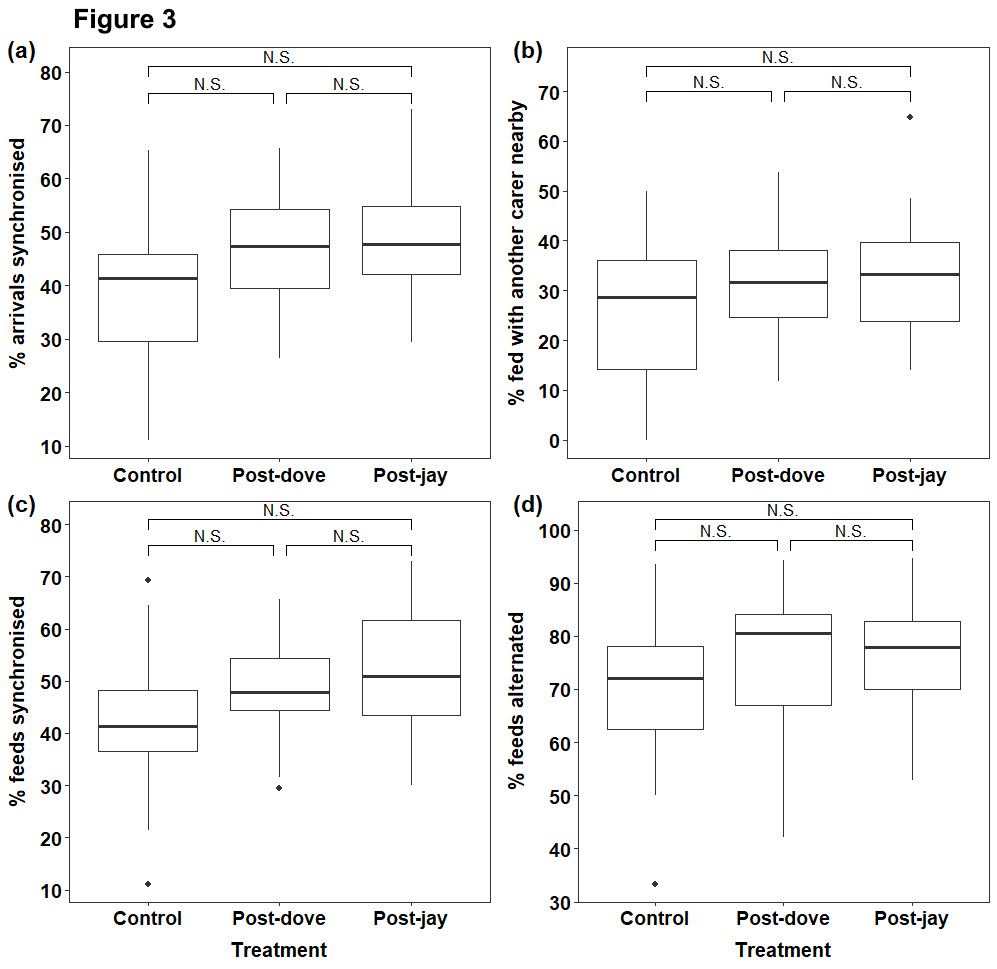 Figure 3
(a)
% arrivals synchronised
80
70
60
50
40
30
20
10
N.S.
N.S. N.S.
Control Post-dove Post-jay
(b)
% fed with another carer nearby
70
60
50
40
30
20
10
0
N.S.
N.S. N.S.
Control Post-dove Post-jay
(c)
% feeds synchronised
80
70
60
50
40
30
20
10
N.S.
N.S. N.S.
Control Post-dove Post-jay
Treatment
(d)
% feeds alternated
100
90
80
70
60
50
40
30
N.S.
N.S. N.S.
Control Post-dove Post-jay
Treatment